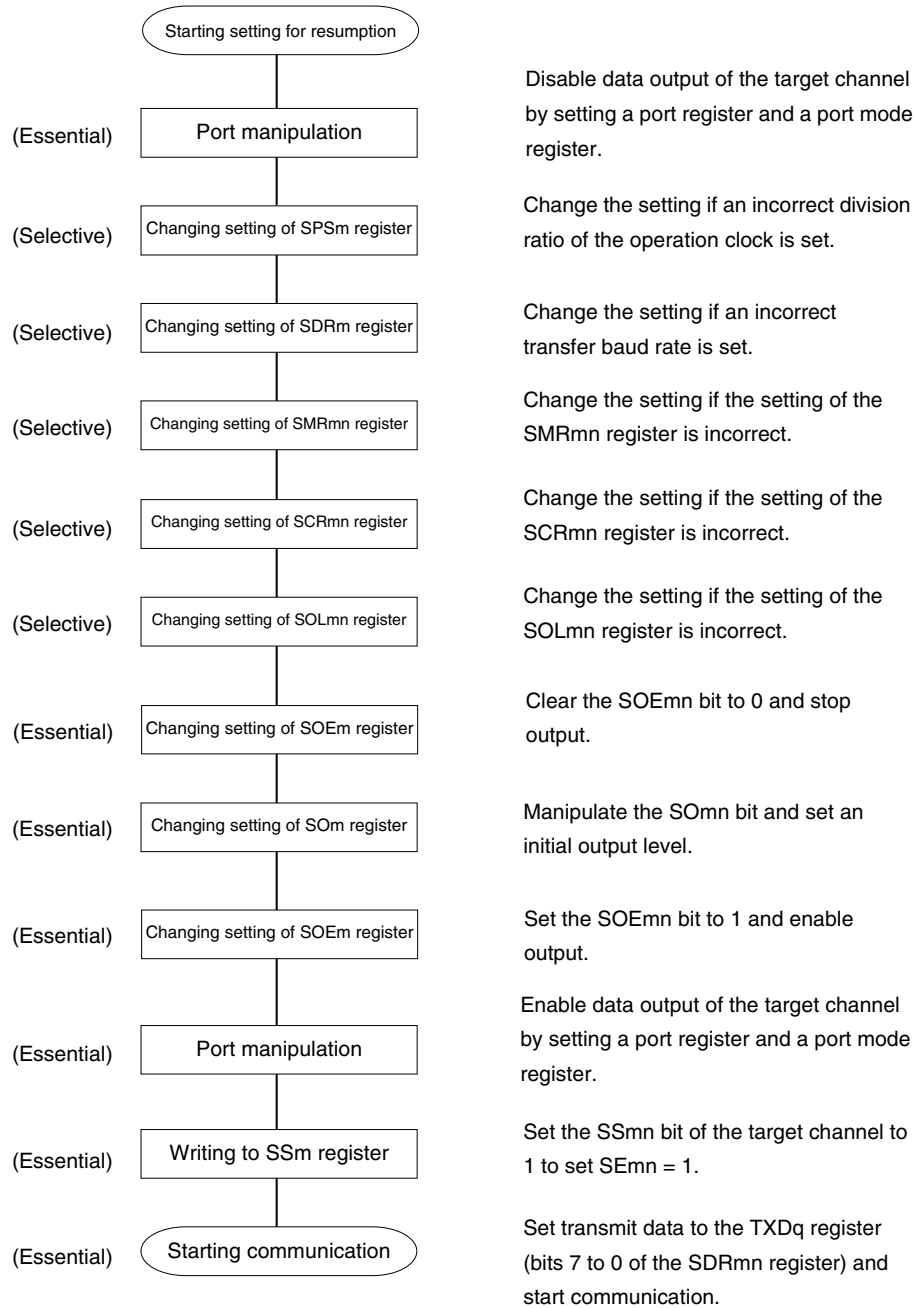 Starting setting for resumption
(Essential)
Port manipulation
Disable data output of the target channel
by setting a port register and a port mode
register.
(Selective)
Changing setting of SPSm register
Change the setting if an incorrect division
ratio of the operation clock is set.
(Selective)
Changing setting of SDRm register
Change the setting if an incorrect
transfer baud rate is set.
(Selective)
Changing setting of SMRmn register
Change the setting if the setting of the
SMRmn register is incorrect.
(Selective)
Changing setting of SCRmn register
Change the setting if the setting of the
SCRmn register is incorrect.
(Selective)
Changing setting of SOLmn register
Change the setting if the setting of the
SOLmn register is incorrect.
(Essential)
Changing setting of SOEm register
Clear the SOEmn bit to 0 and stop
output.
(Essential)
Changing setting of SOm register
Manipulate the SOmn bit and set an
initial output level.
(Essential)
Changing setting of SOEm register
Set the SOEmn bit to 1 and enable
output.
(Essential)
Port manipulation
Enable data output of the target channel
by setting a port register and a port mode
register.
(Essential)
Writing to SSm register
Set the SSmn bit of the target channel to
1 to set SEmn = 1.
(Essential)
Starting communication
Set transmit data to the TXDq register
(bits 7 to 0 of the SDRmn register) and
start communication.